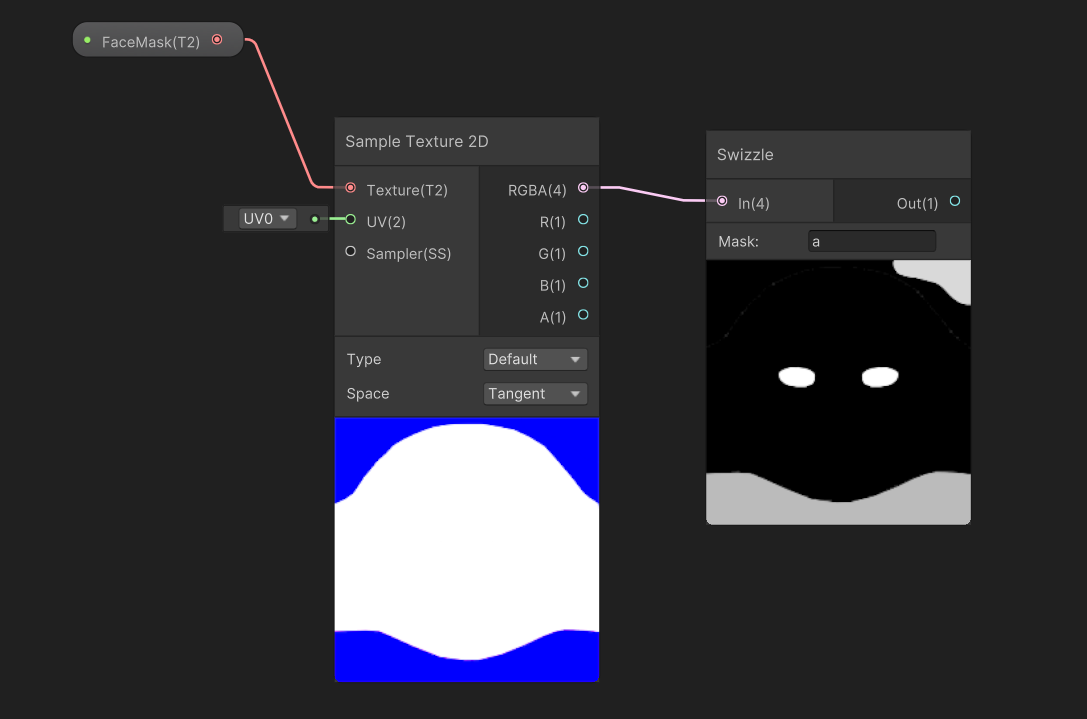 FaceMask(T2)
Sample Texture 2D
Texture(T2)
RGBA(4)
UV0
UV(2)
R(1)
Sampler(SS)
G(1)
B(1)
A(1)
Type
Default
Space
Tangent
Swizzle
In(4)
Out(1)
Mask:
a